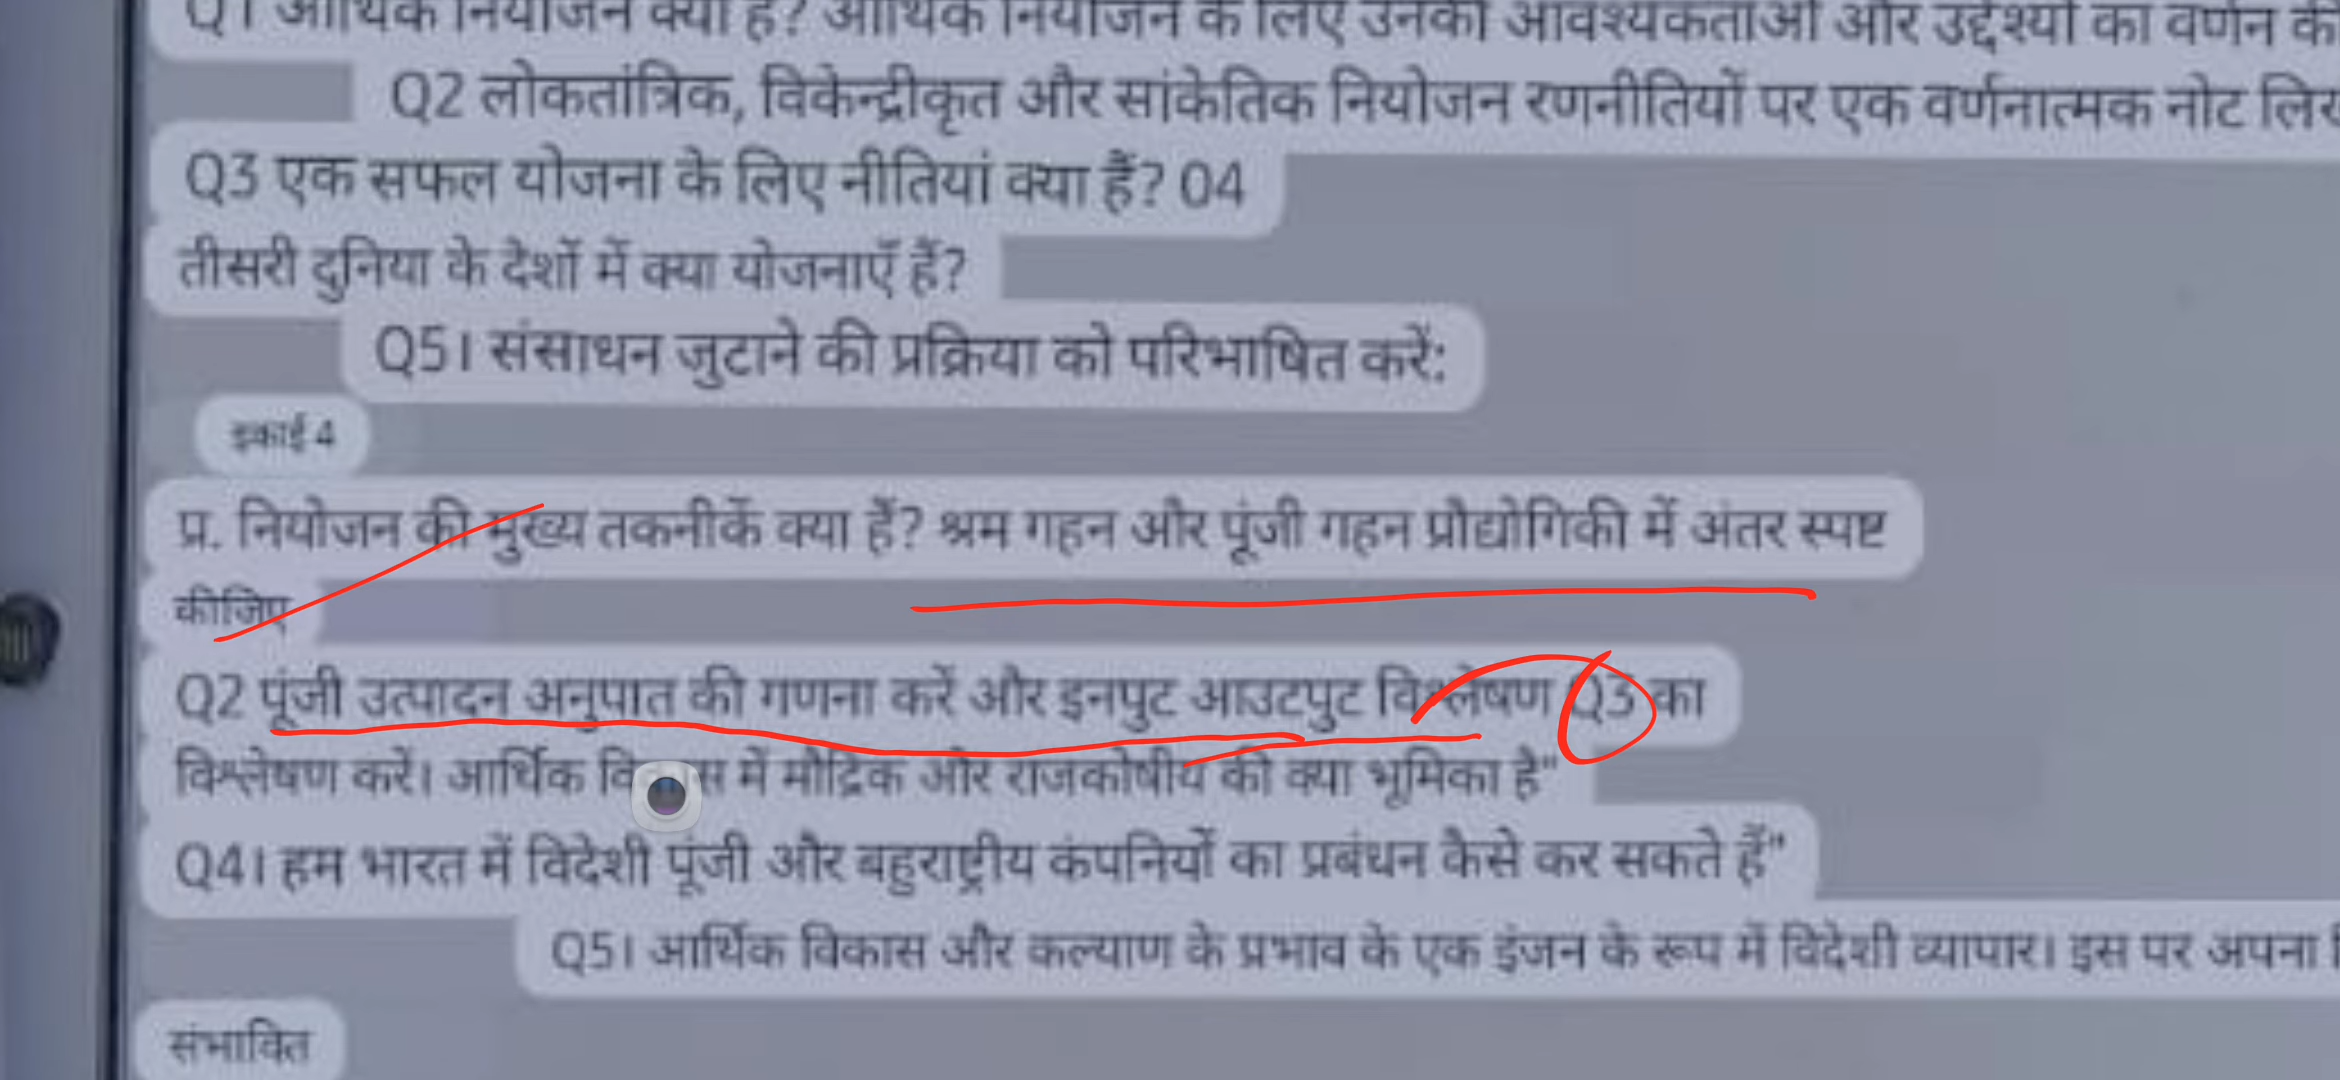 Q1 आर्थिक नियोजन क्या है? आर्थिक नियोजन के लिए उनकी आवश्यकताओं और उद्देश्यों का वर्णन
Q2 लोकतांत्रिक, विकेन्द्रीकृत और सांकेतिक नियोजन रणनीतियों पर एक वर्णनात्मक नोट
Q3 एक सफल योजना के लिए नीतियां क्या हैं? 04
तीसरी दुनिया के देशों में क्या योजनाएँ हैं?
Q5। संसाधन जुटाने की प्रक्रिया को परिभाषित करें:
इकाई 4
प्र. नियोजन की मुख्य तकनीकें क्या हैं? श्रम गहन और पूंजी गहन प्रौद्योगिकी में अंतर स्पष्ट
कीजिए
Q2 पूंजी उत्पादन अनुपात की गणना करें और इनपुट आउटपुट विश्लेषण Q3 का
विश्लेषण करें। आर्थिक में मौद्रिक और राजकोषीय की क्या भूमिका है"
Q4। हम भारत में विदेशी पूंजी और बहुराष्ट्रीय कंपनियों का प्रबंधन कैसे कर सकते हैं"
Q5। आर्थिक विकास और कल्याण के प्रभाव के एक इंजन के रूप में विदेशी व्यापार। इस पर अपना
संभावित